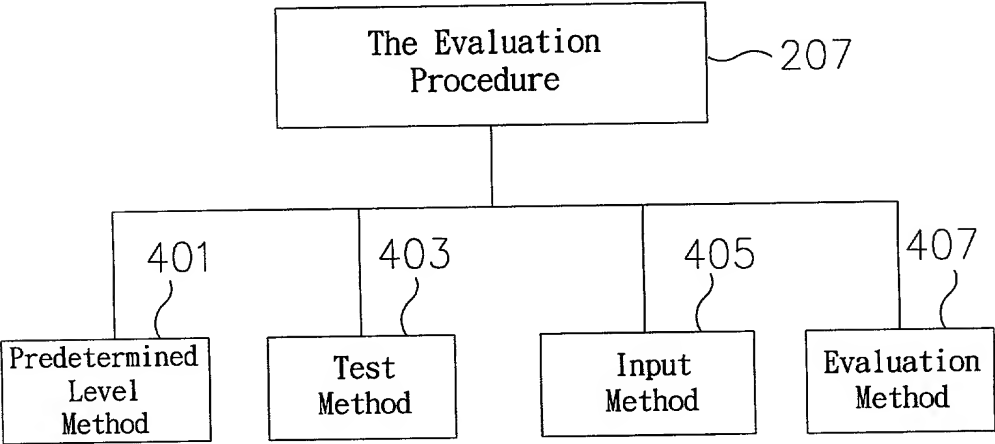 The Evaluation
Procedure
207
401
403
405
407
Predetermined
Level
Method
Test
Method
Input
Method
Evaluation
Method